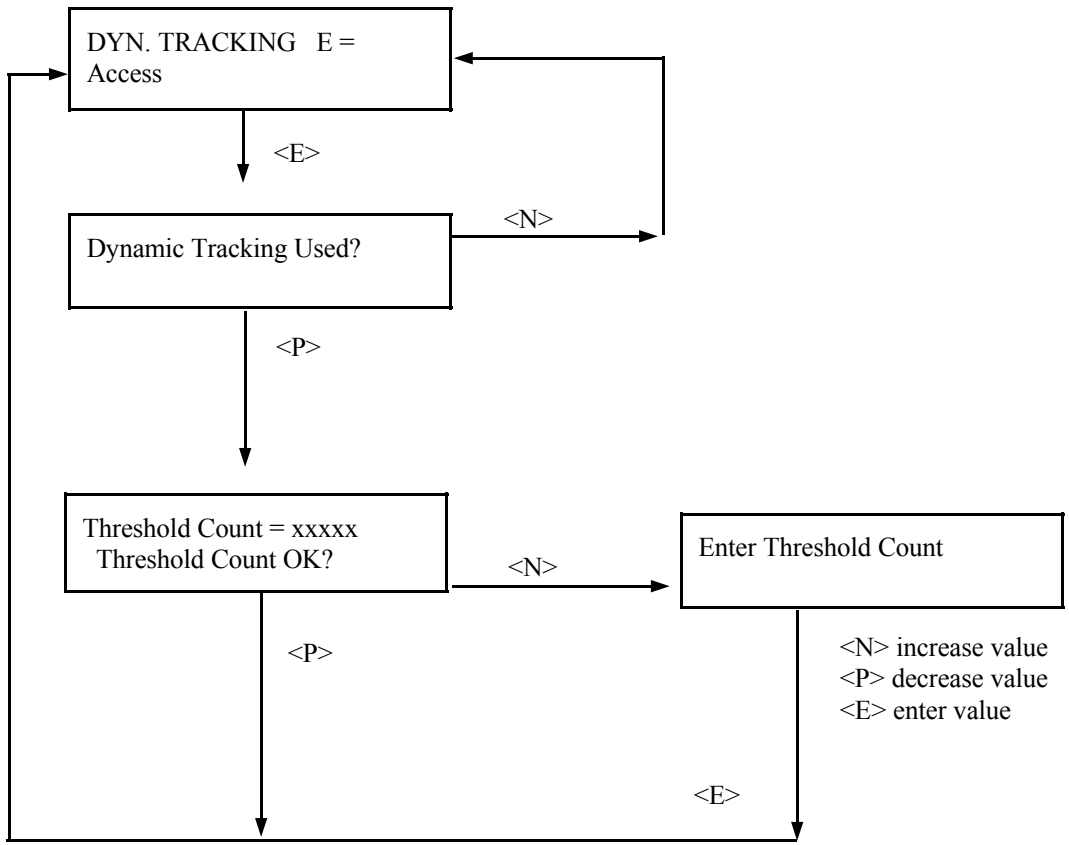 DYN. TRACKING E =
Access
<E>
<N>
Dynamic Tracking Used?
<P>
Threshold Count = xxxxx
Threshold Count OK?
<N>
Enter Threshold Count
<P>
<N> increase value
<P> decrease value
<E> enter value
<E>